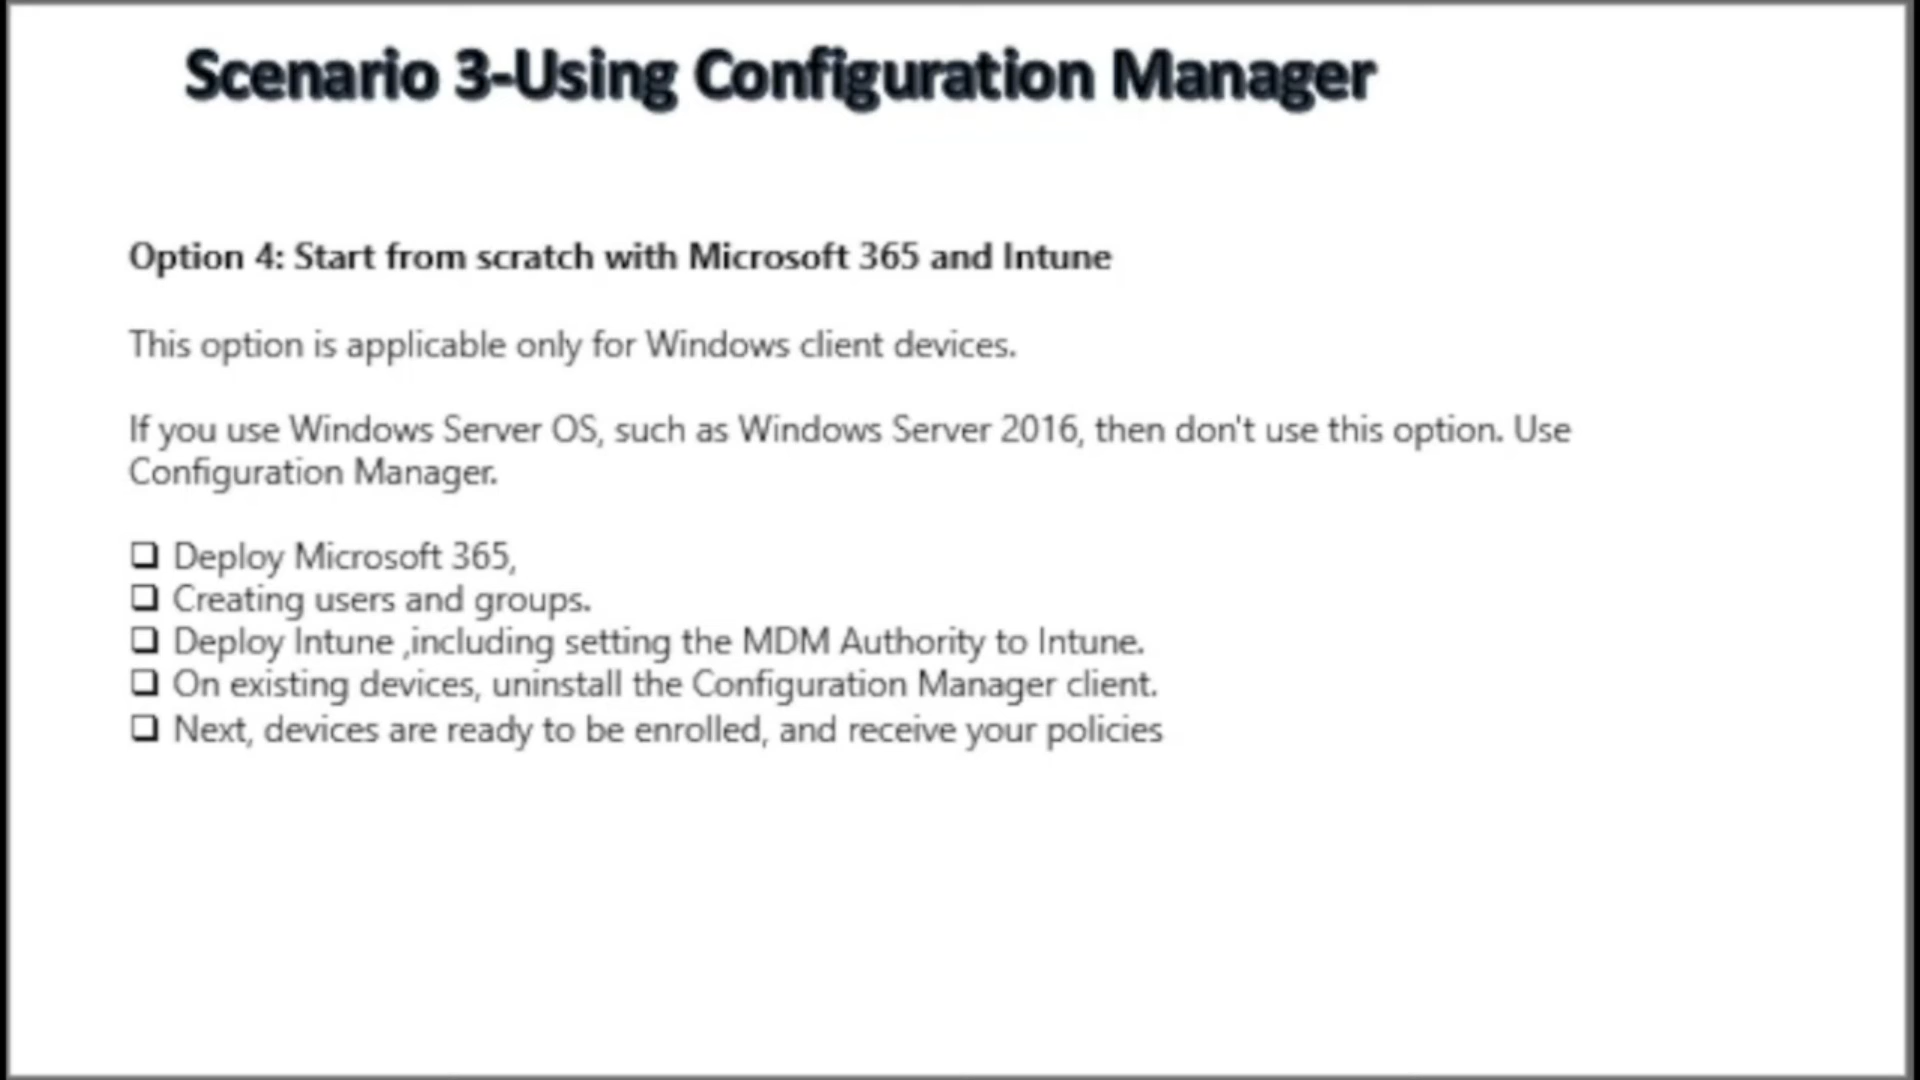 Scenario 3-Using Configuration Manager
Option 4: Start from scratch with Microsoft 365 and Intune
This option is applicable only for Windows client devices.
If you use Windows Server OS, such as Windows Server 2016, then don't use this option. Use
Configuration Manager.
❑ Deploy Microsoft 365,
❑ Creating users and groups.
❑ Deploy Intune ,including setting the MDM Authority to Intune.
❑ On existing devices, uninstall the Configuration Manager client.
❑ Next, devices are ready to be enrolled, and receive your policies